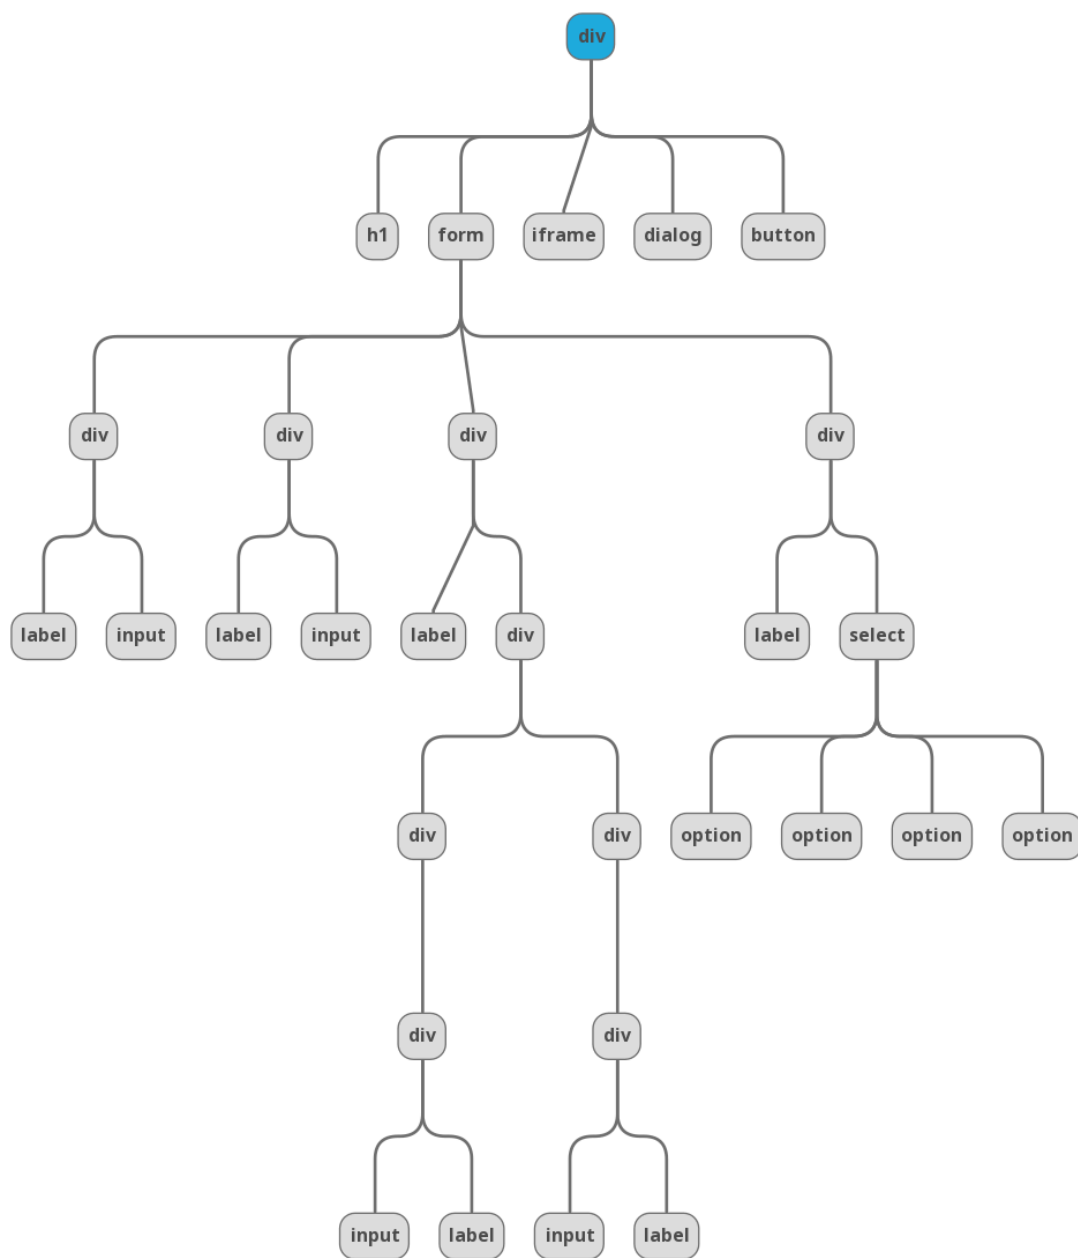 div
h1 form iframe dialog button
div div div div
label input label input label div label select
div div option option option option
div div
input label input label